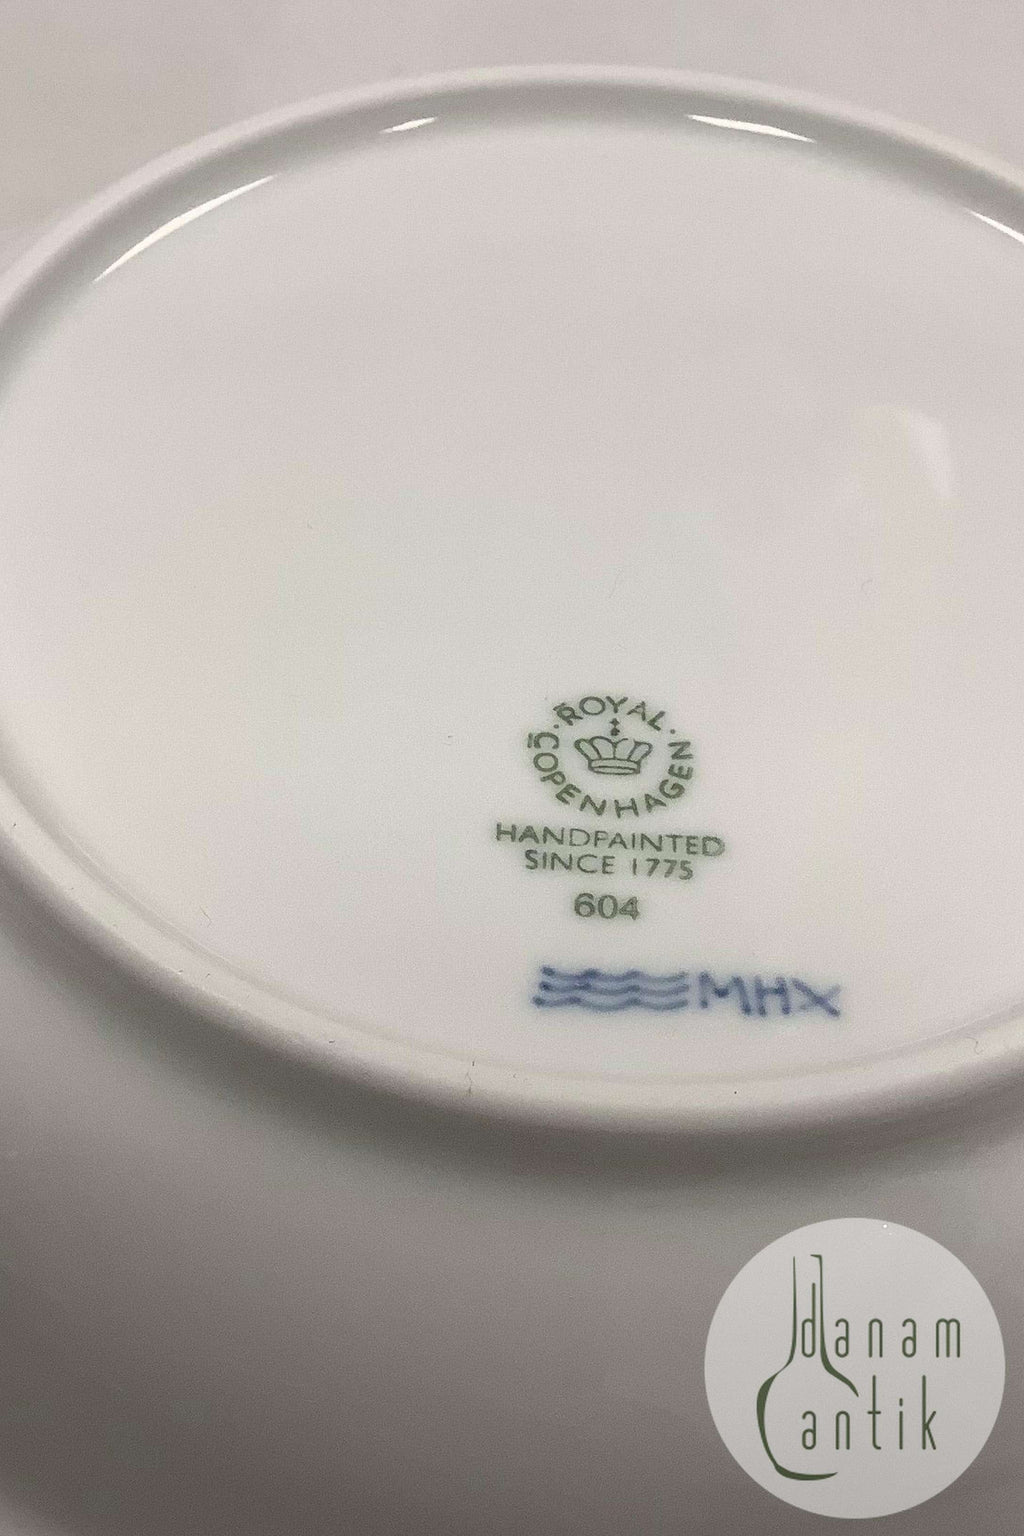 ROYAL
COPENHAGEN
HANDPAINTED
SINCE 1775
604
MHX
danam
antik